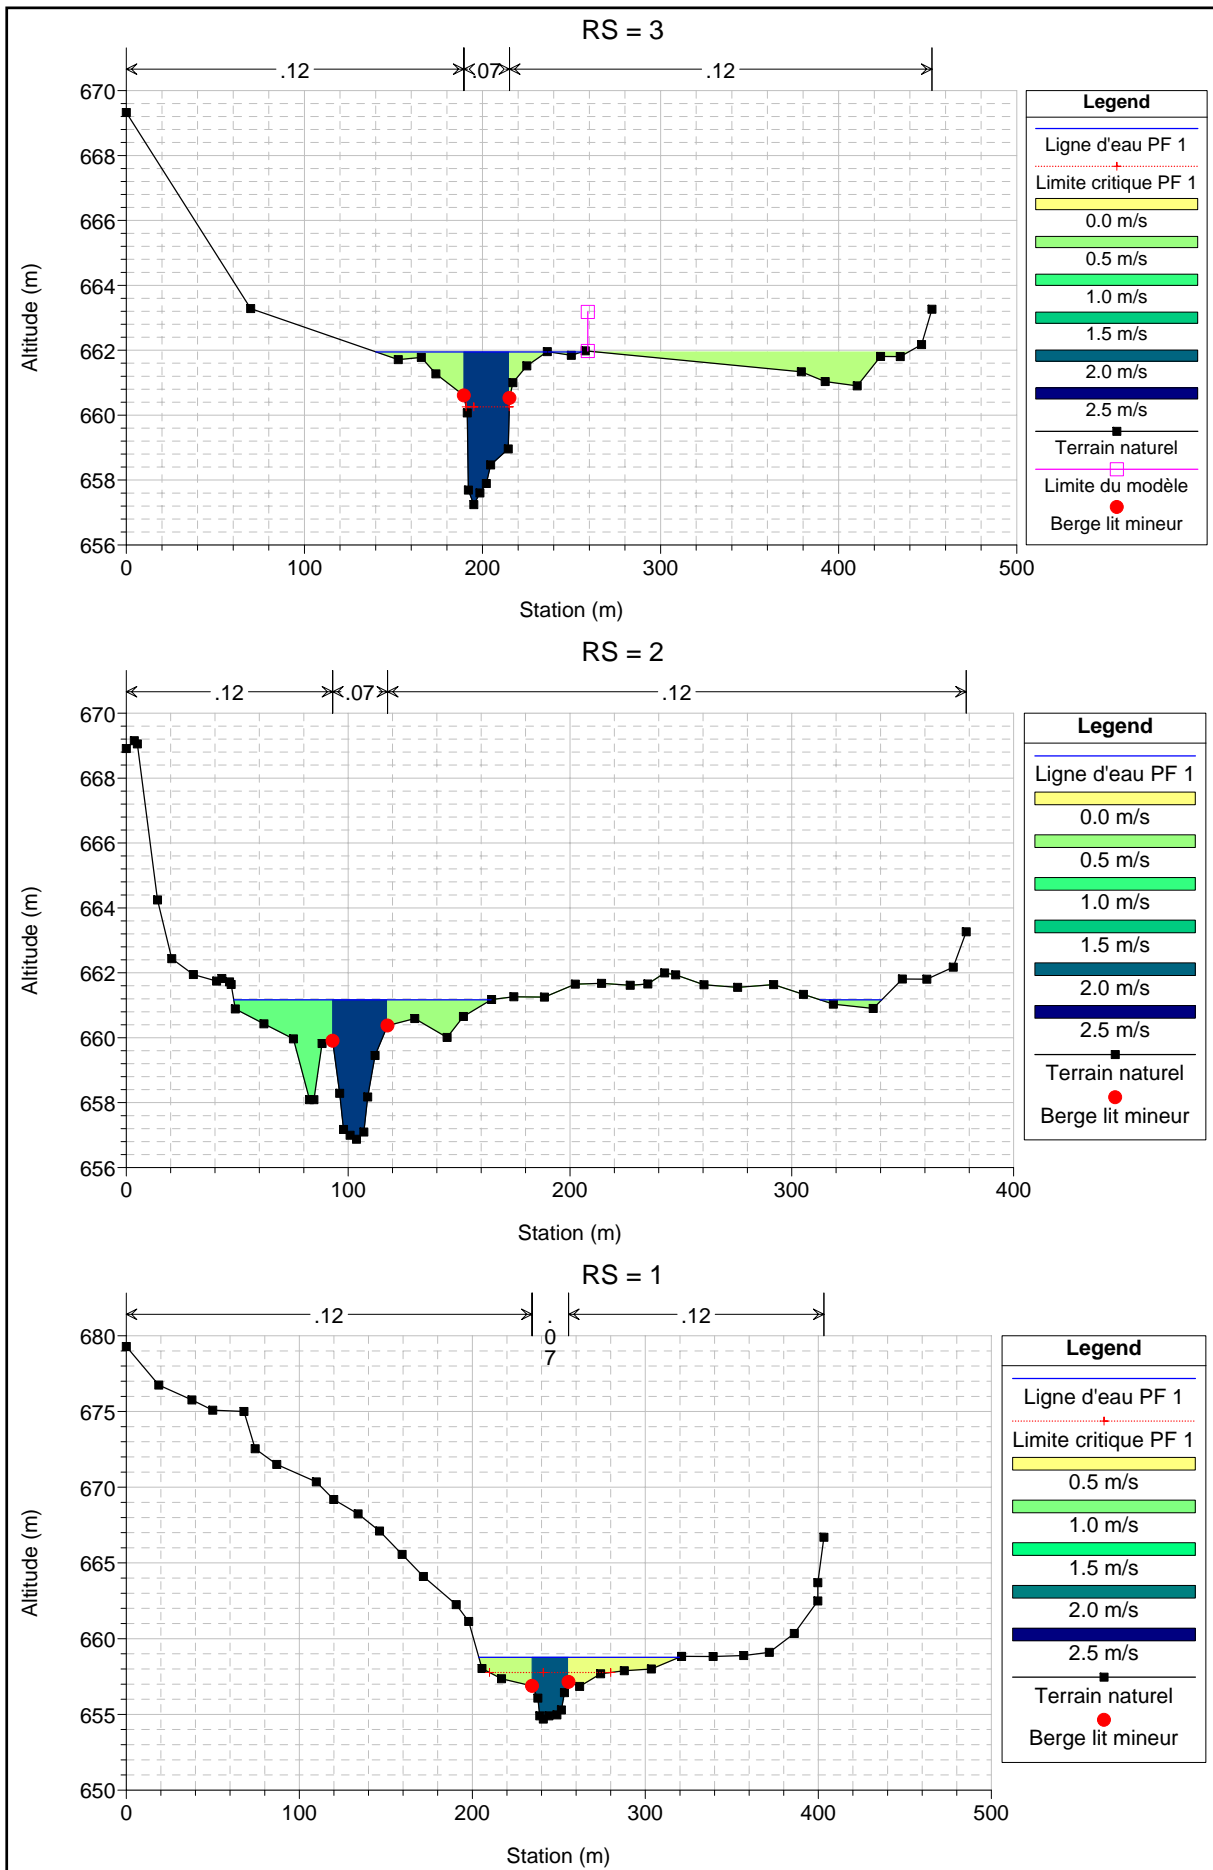 RS = 3
.12 .07 .12
670
668
666
664
662
660
658
656
Altitude (m)
0 100 200 300 400 500
Station (m)
Legend
Ligne d'eau PF 1
Limite critique PF 1
0.0 m/s
0.5 m/s
1.0 m/s
1.5 m/s
2.0 m/s
2.5 m/s
Terrain naturel
Limite du modèle
Berge lit mineur
RS = 2
.12 .07 .12
670
668
666
664
662
660
658
656
Altitude (m)
0 100 200 300 400
Station (m)
Legend
Ligne d'eau PF 1
0.0 m/s
0.5 m/s
1.0 m/s
1.5 m/s
2.0 m/s
2.5 m/s
Terrain naturel
Berge lit mineur
RS = 1
.12 .07 .12
680
675
670
665
660
655
650
Altitude (m)
0 100 200 300 400 500
Station (m)
Legend
Ligne d'eau PF 1
Limite critique PF 1
0.5 m/s
1.0 m/s
1.5 m/s
2.0 m/s
2.5 m/s
Terrain naturel
Berge lit mineur